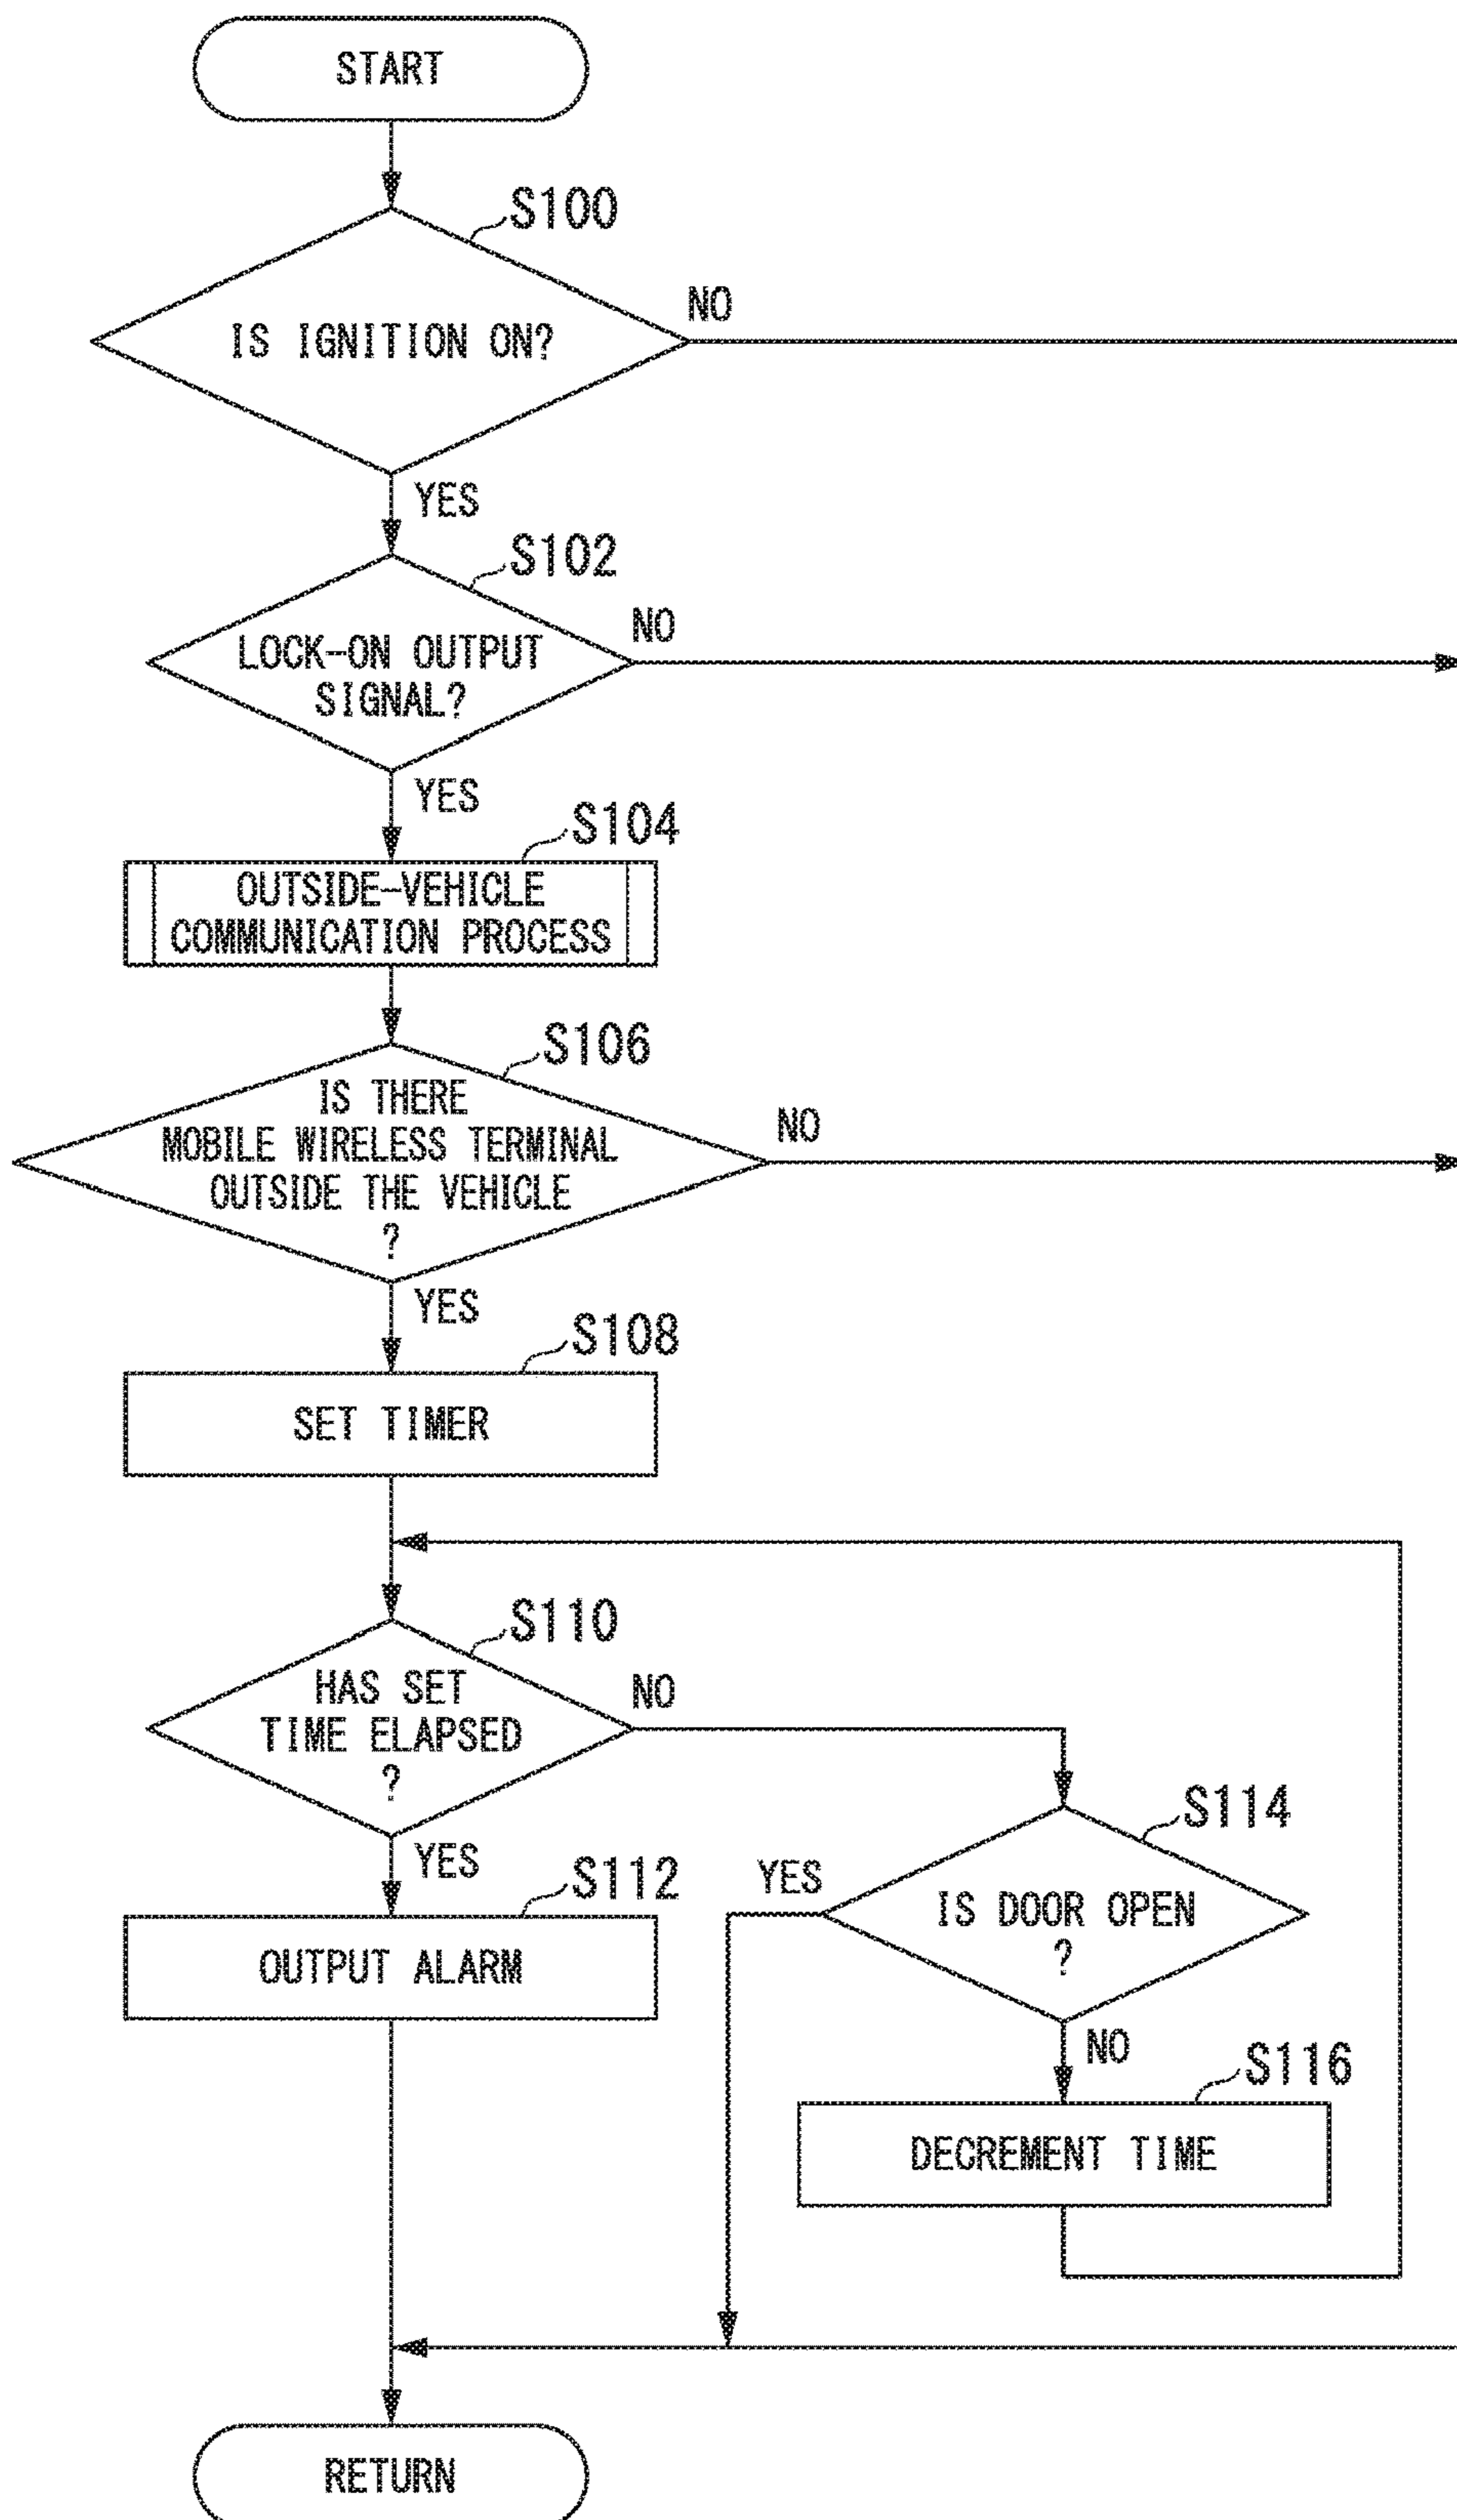 START
S100
IS IGNITION ON?
NO
YES
S102
LOCK-ON OUTPUT
SIGNAL?
NO
YES
S104
OUTSIDE-VEHICLE
COMMUNICATION PROCESS
S106
IS THERE
MOBILE WIRELESS TERMINAL
OUTSIDE THE VEHICLE
?
NO
YES
S108
SET TIMER
S110
HAS SET
TIME ELAPSED
?
NO
YES
S112
OUTPUT ALARM
S114
IS DOOR OPEN
?
YES
NO
S116
DECREMENT TIME
RETURN